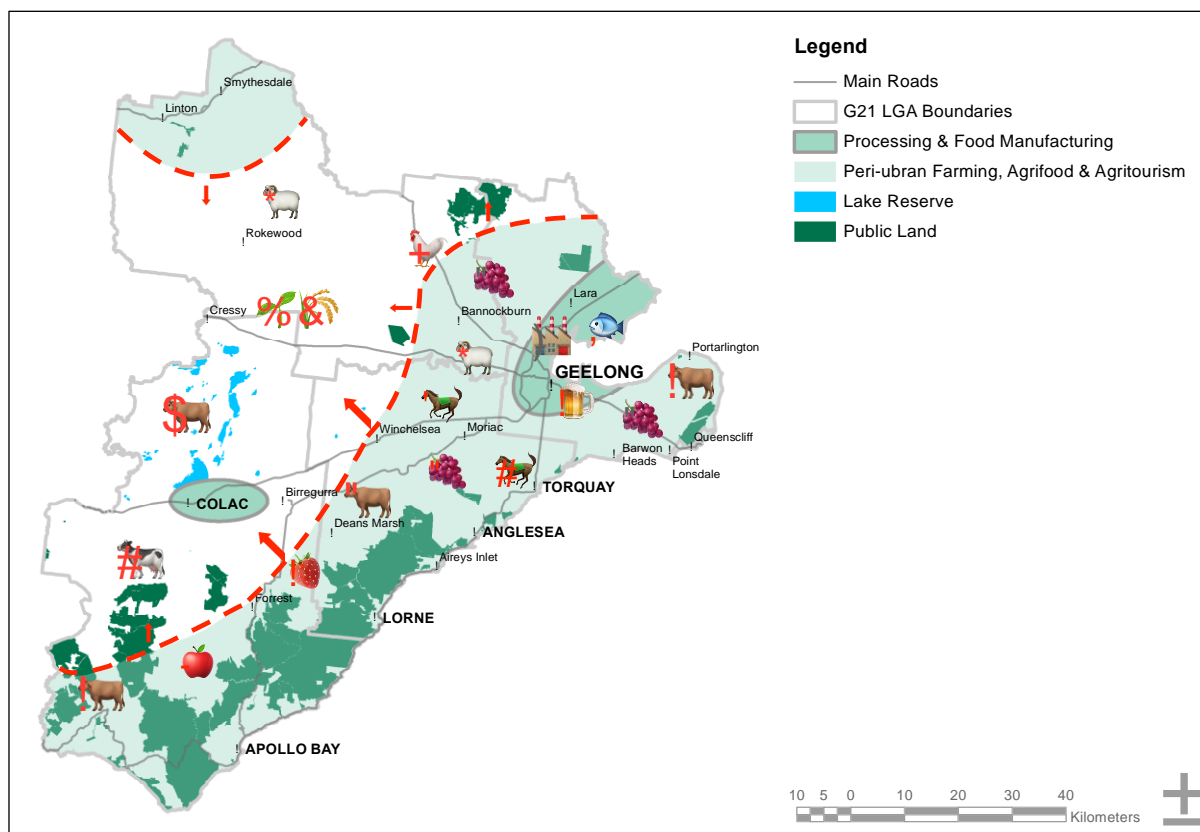 Legend
Main Roads
G21 LGA Boundaries
Processing & Food Manufacturing
Peri-ubran Farming, Agrifood & Agritourism
Lake Reserve
Public Land
Smythesdale
Linton
Rokewood
Cressy
% &
Bannockburn
Lara
GEELONG
Portarlington
$
Winchelsea
Moriac
Queenscliff
Barwon
Heads
Point
Lonsdale
#
TORQUAY
COLAC
Birregurra
Deans Marsh
ANGLESEA
Aireys Inlet
#
Forrest
LORNE
APOLLO BAY
10 5 0 10 20 30 40
Kilometers